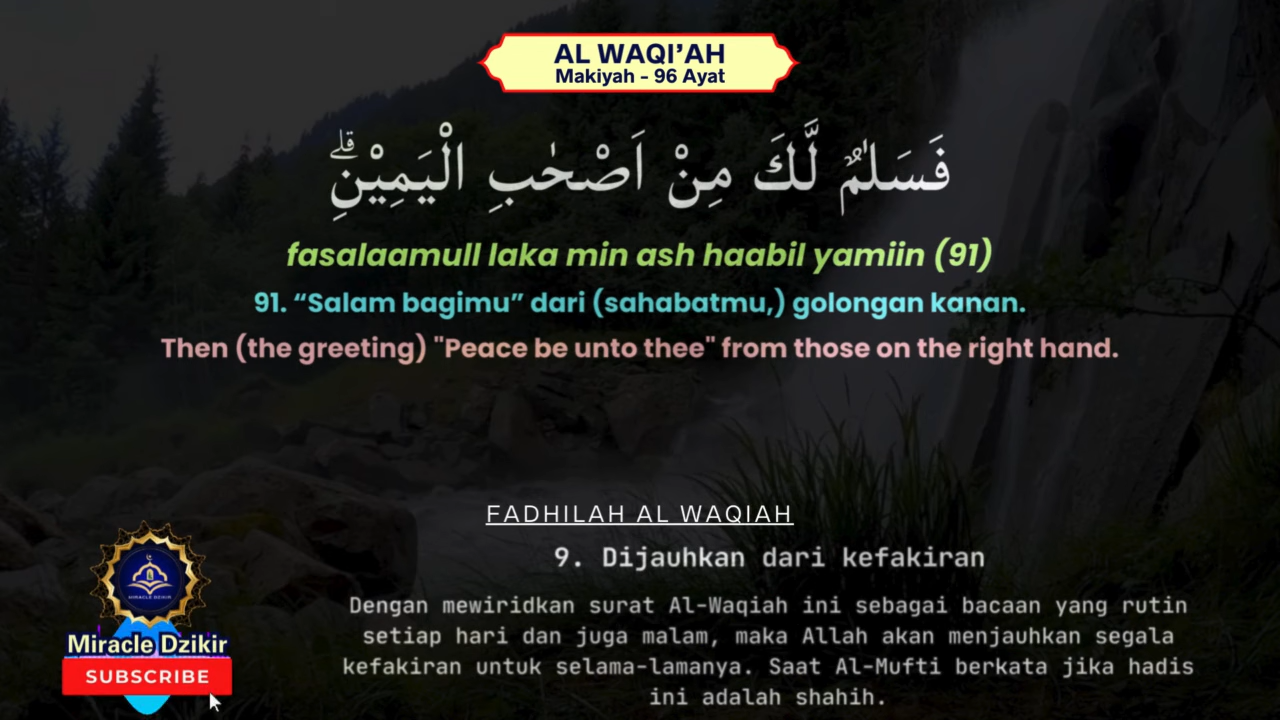 AL WAQI’AH
Makiyah - 96 Ayat
فَسَلٰمٌ لَّكَ مِنْ اَصْحٰبِ الْيَمِيْنِۗ
fasalaamull laka min ash haabil yamiin (91)
91. “Salam bagimu” dari (sahabatmu,) golongan kanan.
Then (the greeting) "Peace be unto thee" from those on the right hand.
FADHILAH AL WAQIAH
9. Dijauhkan dari kefakiran
Dengan mewiridkan surat Al-Waqiah ini sebagai bacaan yang rutin
setiap hari dan juga malam, maka Allah akan menjauhkan segala
kefakiran untuk selama-lamanya. Saat Al-Mufti berkata jika hadis
ini adalah shahih.
MIRACLE DZIKIR
Miracle Dzikir
SUBSCRIBE